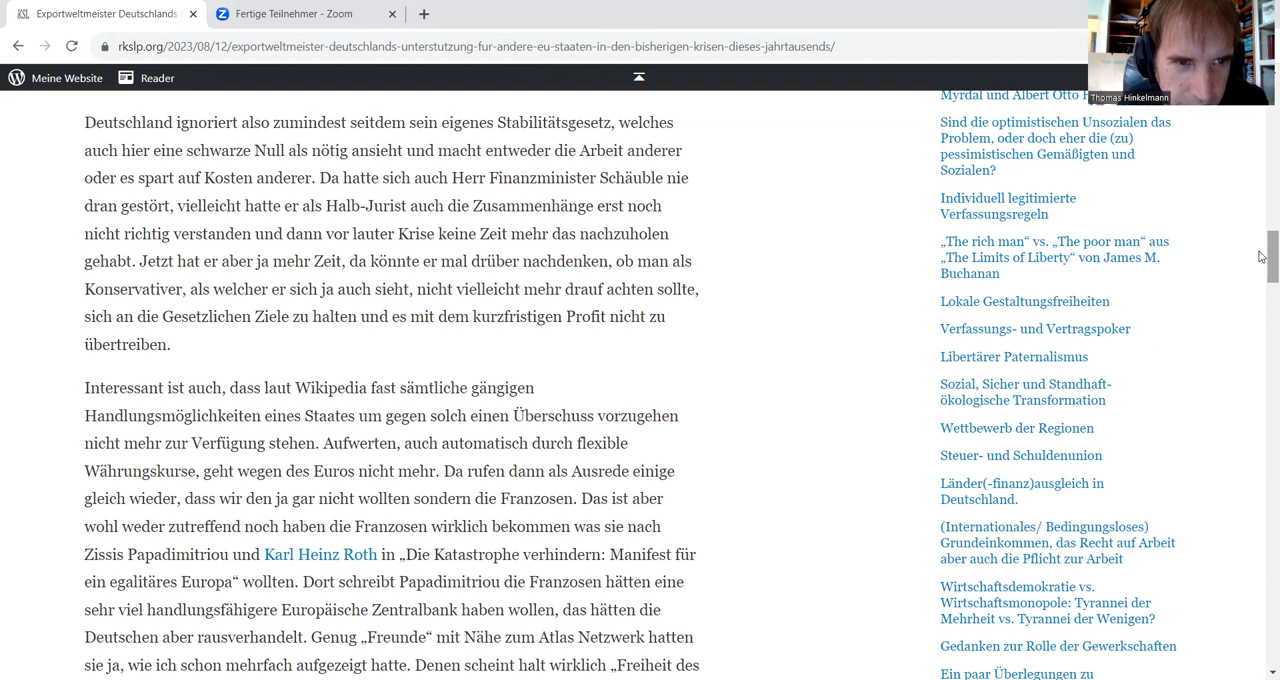 Exportweltmeister Deutschlands
Fertige Teilnehmer - Zoom
rkslp.org/2023/08/12/exportweltmeister-deutschlands-unterstutzung-fur-andere-eu-staaten-in-den-bisherigen-krisen-dieses-jahrtausends/
Meine Website
Reader
Thomas Hinkelmann
Deutschland ignoriert also zumindest seitdem sein eigenes Stabilitätsgesetz, welches
auch hier eine schwarze Null als nötig ansah und macht entweder die Arbeit anderer
oder es spart auf Kosten anderer. Da hatte sich auch Herr Finanzminister Schäuble nie
dran gestört, vielleicht hatte er als Halb-Jurist auch die Zusammenhänge erst noch
nicht richtig verstanden und dann vor lauter Krise keine Zeit mehr das nachzuholen
gehabt. Jetzt hat er aber ja mehr Zeit, da könnte er mal drüber nachdenken, ob man als
Konservativer, als welcher er sich ja auch sieht, nicht vielleicht mehr drauf achten sollte,
sich an die Gesetzlichen Ziele zu halten und es mit dem kurzfristigen Profit nicht zu
übertreiben.
Interessant ist auch, dass laut Wikipedia fast sämtliche gängigen
Handlungsmöglichkeiten eines Staates um gegen solch einen Überschuss vorzugehen
nicht mehr zur Verfügung stehen. Aufwerten, auch automatisch durch flexible
Währungskurse, geht wegen des Euros nicht mehr. Da rufen dann als Ausrede einige
gleich wieder, dass wir den ja gar nicht wollten sondern die Franzosen. Das ist aber
wohl weder zutreffend noch haben die Franzosen wirklich bekommen was sie nach
Zissis Papadimitriou und Karl Heinz Roth in „Die Katastrophe verhindern: Manifest für
ein egalitäres Europa“ wollten. Dort schreibt Papadimitriou die Franzosen hätten eine
sehr viel handlungsfähigere Europäische Zentralbank haben wollen, das hätten die
Deutschen aber rausverhandelt. Genug „Freunde“ mit Nähe zum Atlas Netzwerk hatten
sie ja, wie ich schon mehrfach aufgezeigt hatte. Denen scheint halt wirklich „Freiheit des
Myrdal und Albert Otto
Sind die optimistischen Unsozialen das
Problem, oder doch eher die (zu)
pessimistischen Gemäßigten und
Sozialen?
Individuell legitimierte
Verfassungsregeln
„The rich man“ vs. „The poor man“ aus
„The Limits of Liberty“ von James M.
Buchanan
Lokale Gestaltungsfreiheiten
Verfassungs- und Vertragspoker
Libertärer Paternalismus
Sozial, Sicher und Standhaft-
ökologische Transformation
Wettbewerb der Regionen
Steuer- und Schuldenunion
Länder(-finanz)ausgleich in
Deutschland.
(Internationales/ Bedingungsloses)
Grundeinkommen, das Recht auf Arbeit
aber auch die Pflicht zur Arbeit
Wirtschaftsdemokratie vs.
Wirtschaftsmonopole: Tyrannei der
Mehrheit vs. Tyrannei der Wenigen?
Gedanken zur Rolle der Gewerkschaften
Ein paar Überlegungen zu